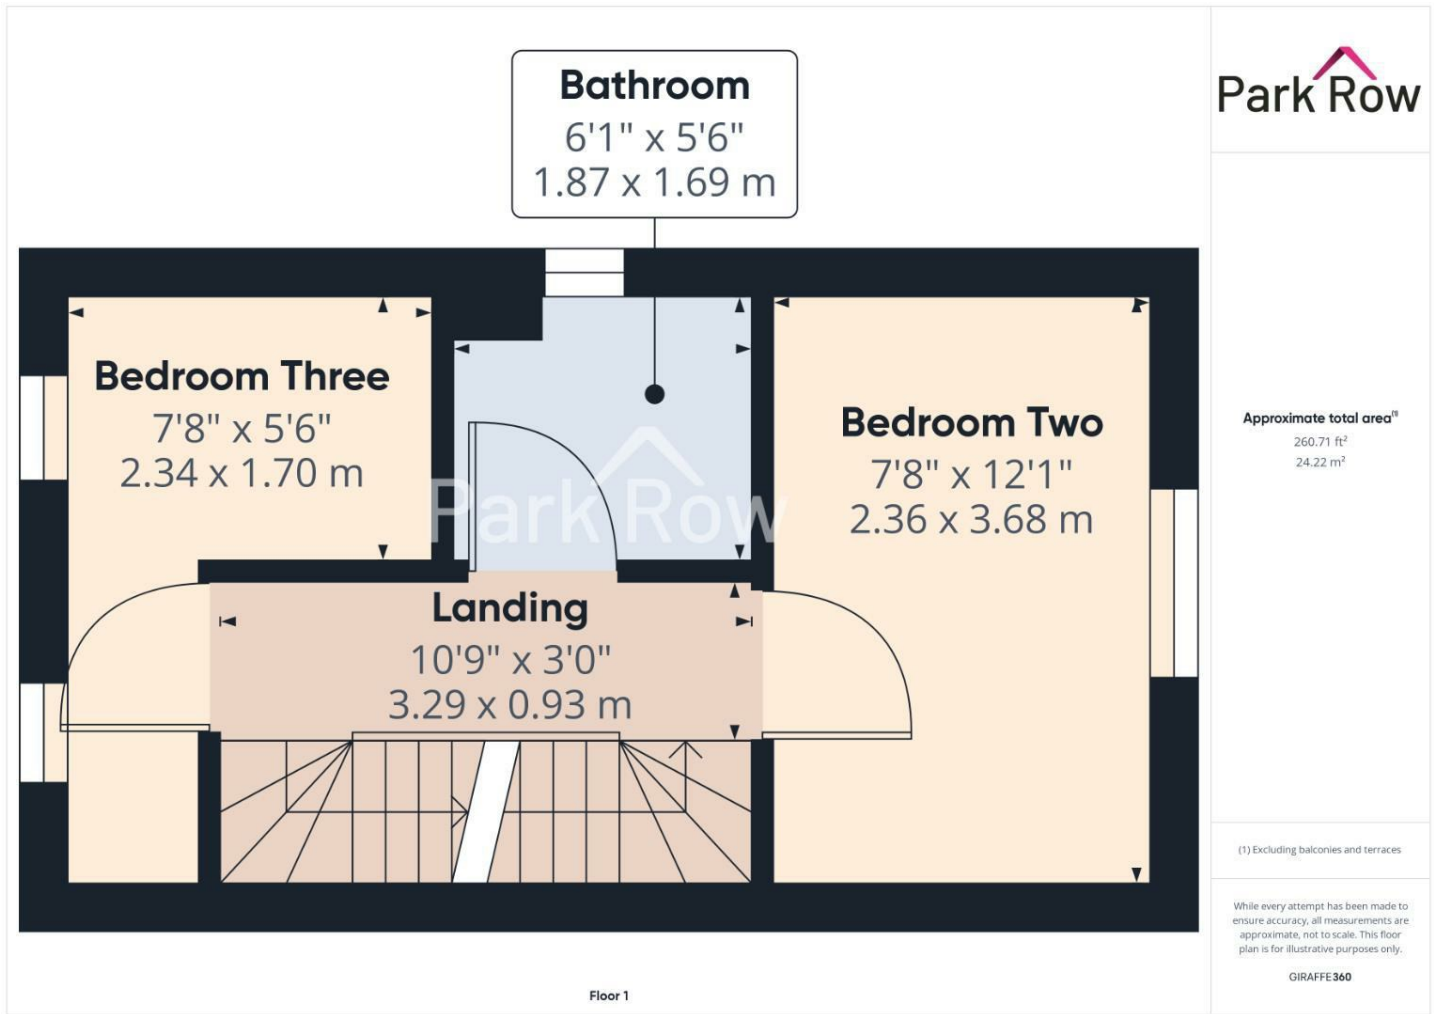 Bathroom
6'1" x 5'6"
1.87 x 1.69 m
Park Row
Bedroom Three
7'8" x 5'6"
2.34 x 1.70 m
Bedroom Two
7'8" x 12'1"
2.36 x 3.68 m
Park Row
Landing
10'9" x 3'0"
3.29 x 0.93 m
Floor 1
Approximate total area(1)
260.71 ft²
24.22 m²
(1) Excluding balconies and terraces
While every attempt has been made to
ensure accuracy, all measurements are
approximate, not to scale. This floor
plan is for illustrative purposes only.
GIRAFFE360